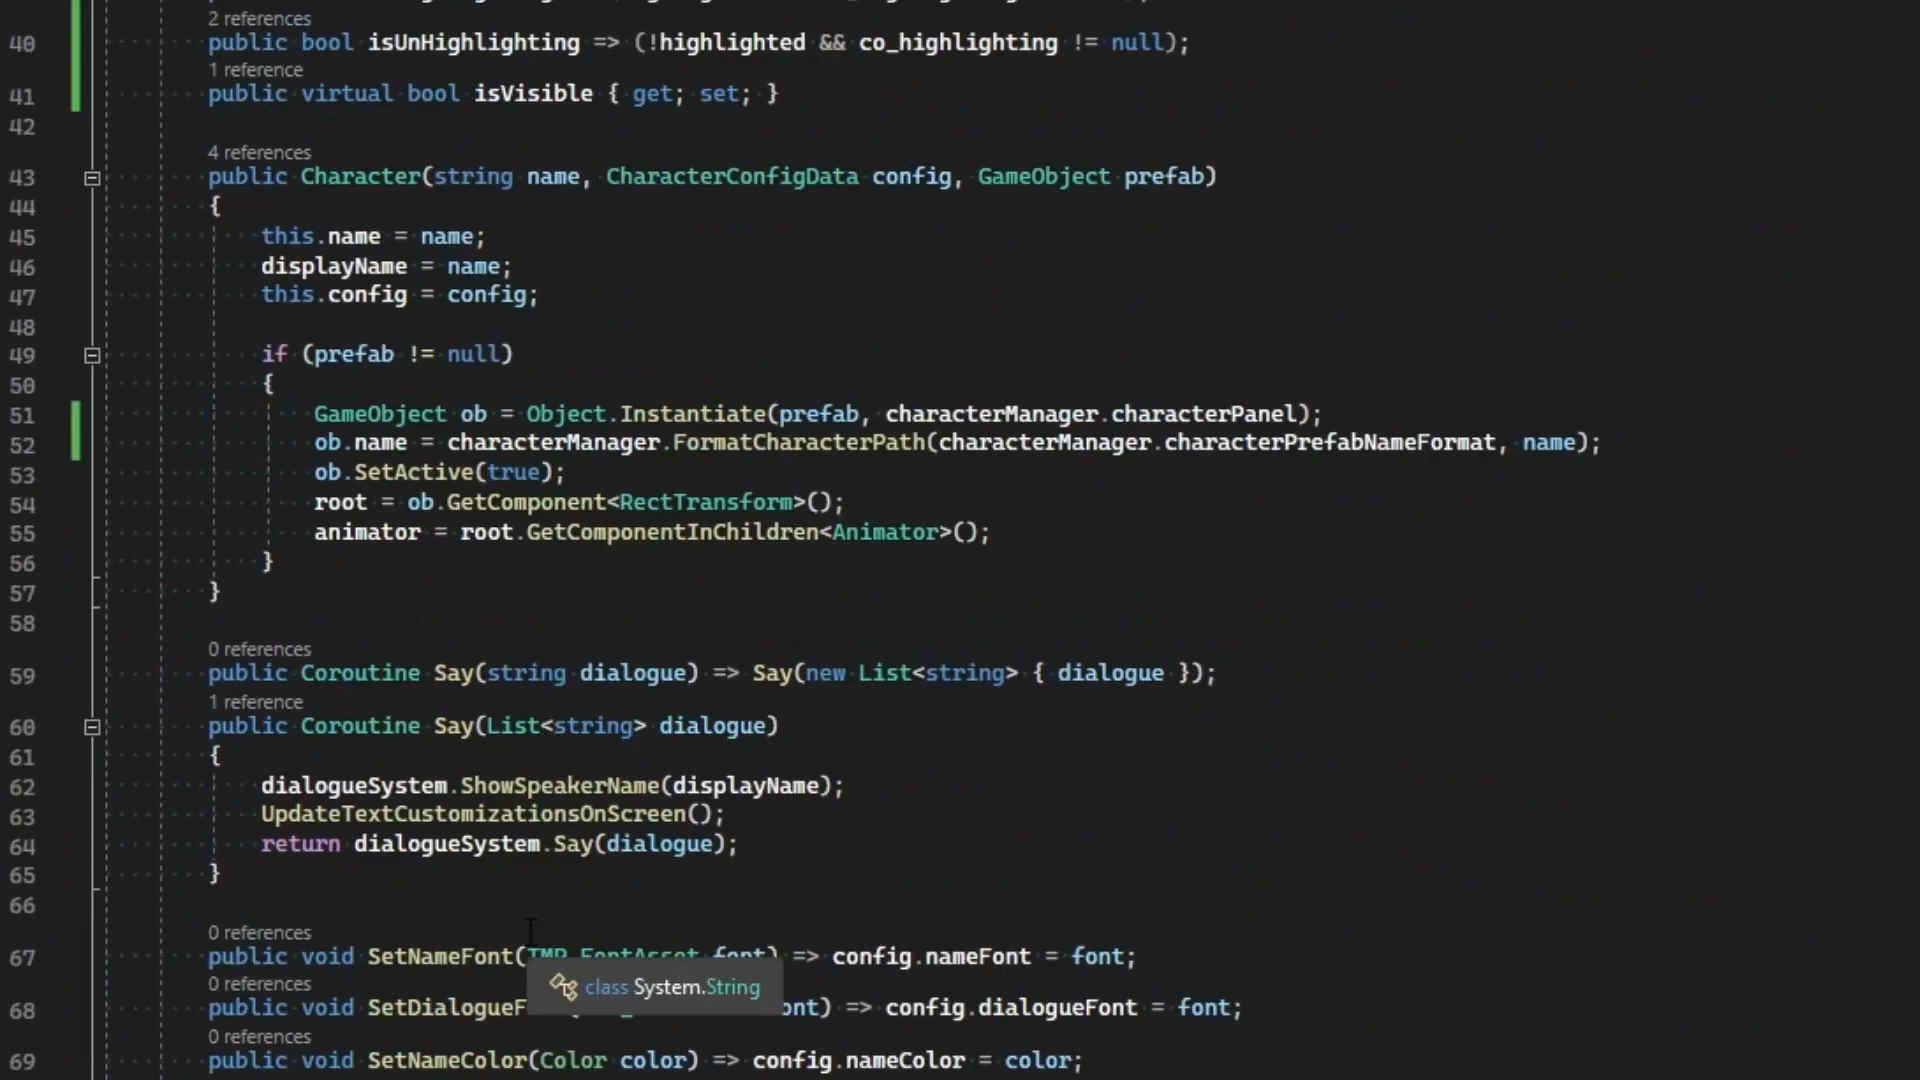 2 references
40 public bool isUnHighlighting => (!highlighted && co_highlighting != null);
1 reference
41 public virtual bool isVisible { get; set; }
42
4 references
43 public Character(string name, CharacterConfigData config, GameObject prefab)
44 {
45 this.name = name;
46 displayName = name;
47 this.config = config;
48
49 if (prefab != null)
50 {
51 GameObject ob = Object.Instantiate(prefab, characterManager.characterPanel);
52 ob.name = characterManager.FormatCharacterPath(characterManager.characterPrefabNameFormat, name);
53 ob.SetActive(true);
54 root = ob.GetComponent<RectTransform>();
55 animator = root.GetComponentInChildren<Animator>();
56 }
57 }
58
0 references
59 public Coroutine Say(string dialogue) => Say(new List<string> { dialogue });
1 reference
60 public Coroutine Say(List<string> dialogue)
61 {
62 dialogueSystem.ShowSpeakerName(displayName);
63 UpdateTextCustomizationsOnScreen();
64 return dialogueSystem.Say(dialogue);
65 }
66
0 references
67 public void SetNameFont(TMP_FontAsset font) => config.nameFont = font;
class System.String
0 references
68 public void SetDialogueF ont) => config.dialogueFont = font;
0 references
69 public void SetNameColor(Color color) => config.nameColor = color;